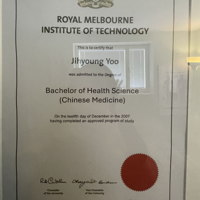 ROYAL MELBOURNE
INSTITUTE OF TECHNOLOGY
This is to certify that
Jihyoung Yoo
was admitted to the Degree of
Bachelor of Health Science
(Chinese Medicine)
On the twelfth day of December in the 2007
having completed an approved program of study